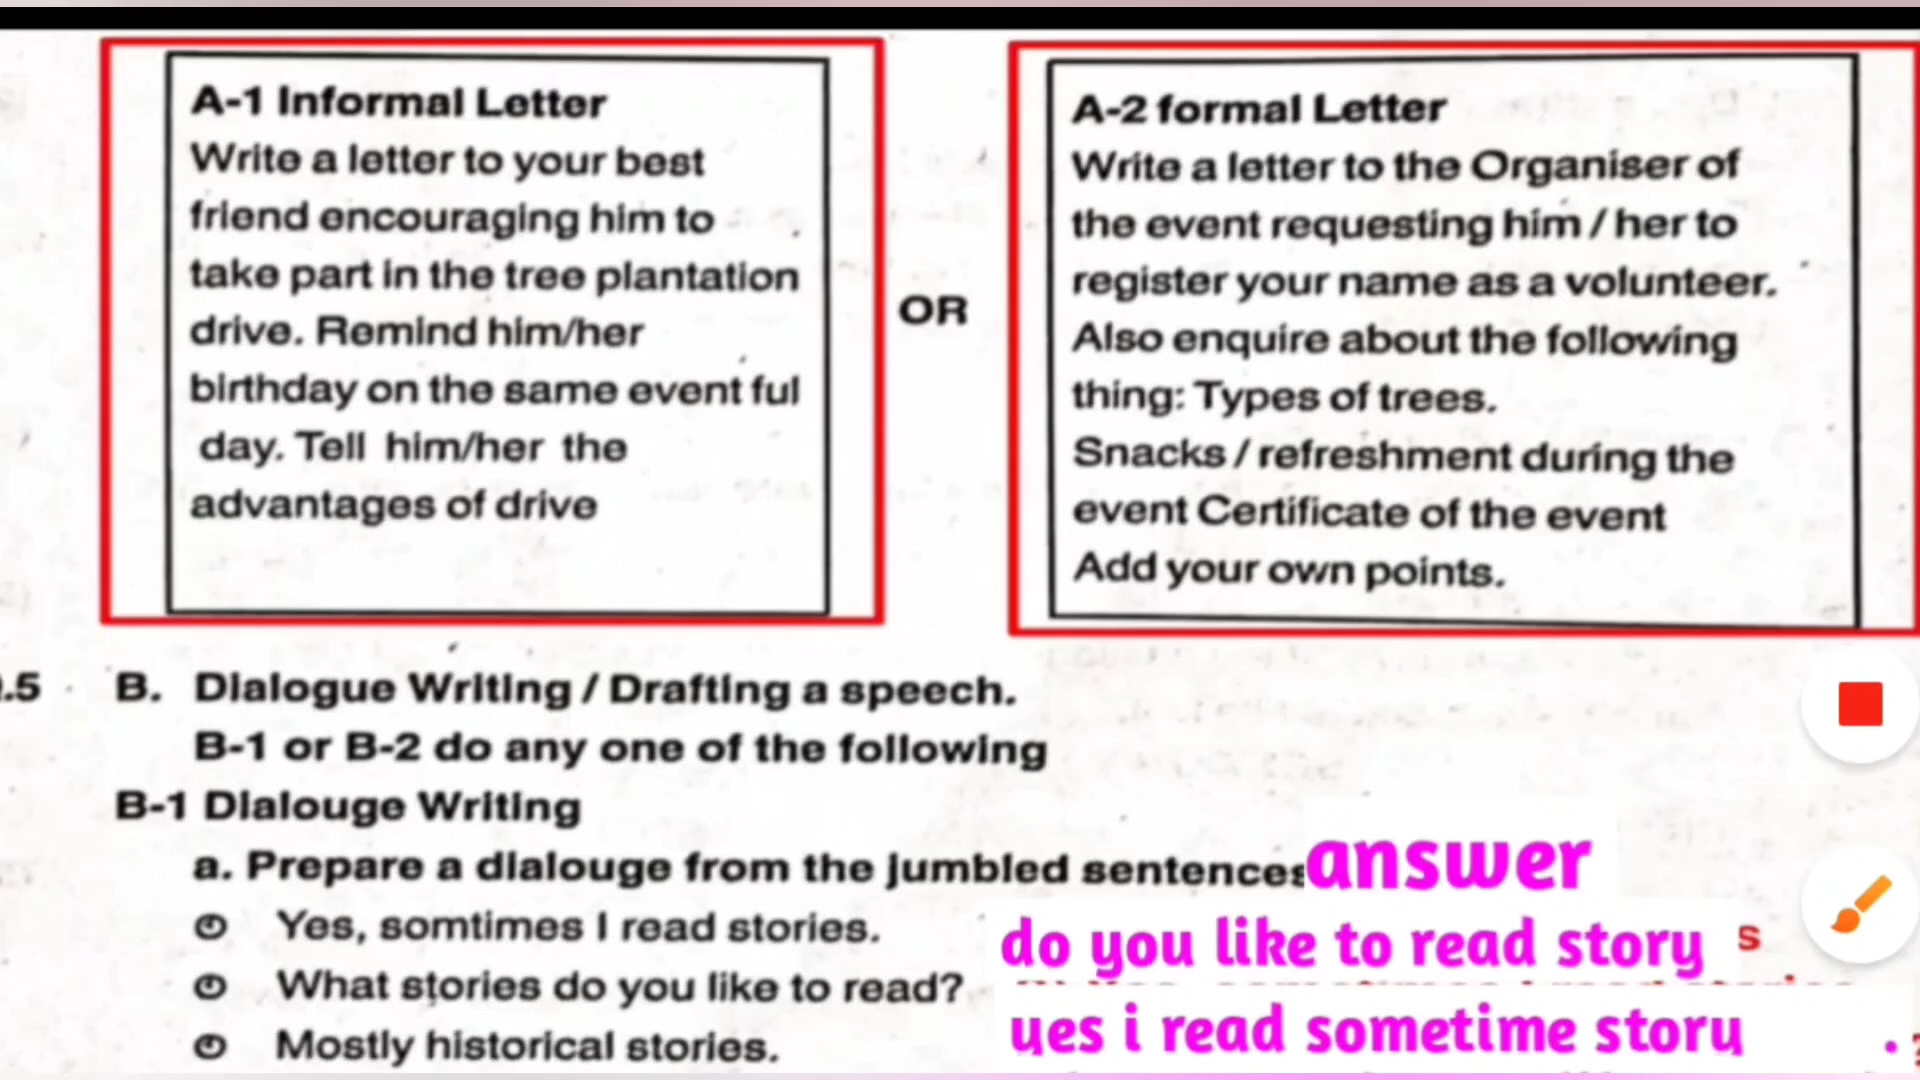 A-1 Informal Letter
Write a letter to your best
friend encouraging him to
take part in the tree plantation
drive. Remind him/her
birthday on the same event ful
day. Tell him/her the
advantages of drive
OR
A-2 formal Letter
Write a letter to the Organiser of
the event requesting him / her to
register your name as a volunteer.
Also enquire about the following
thing: Types of trees.
Snacks / refreshment during the
event Certificate of the event
Add your own points.
.5 B. Dialogue Writing / Drafting a speech.
B-1 or B-2 do any one of the following
B-1 Dialouge Writing
a. Prepare a dialouge from the jumbled sentences
answer
Yes, somtimes I read stories.
do you like to read story s
What stories do you like to read?
yes i read sometime story .
Mostly historical stories.